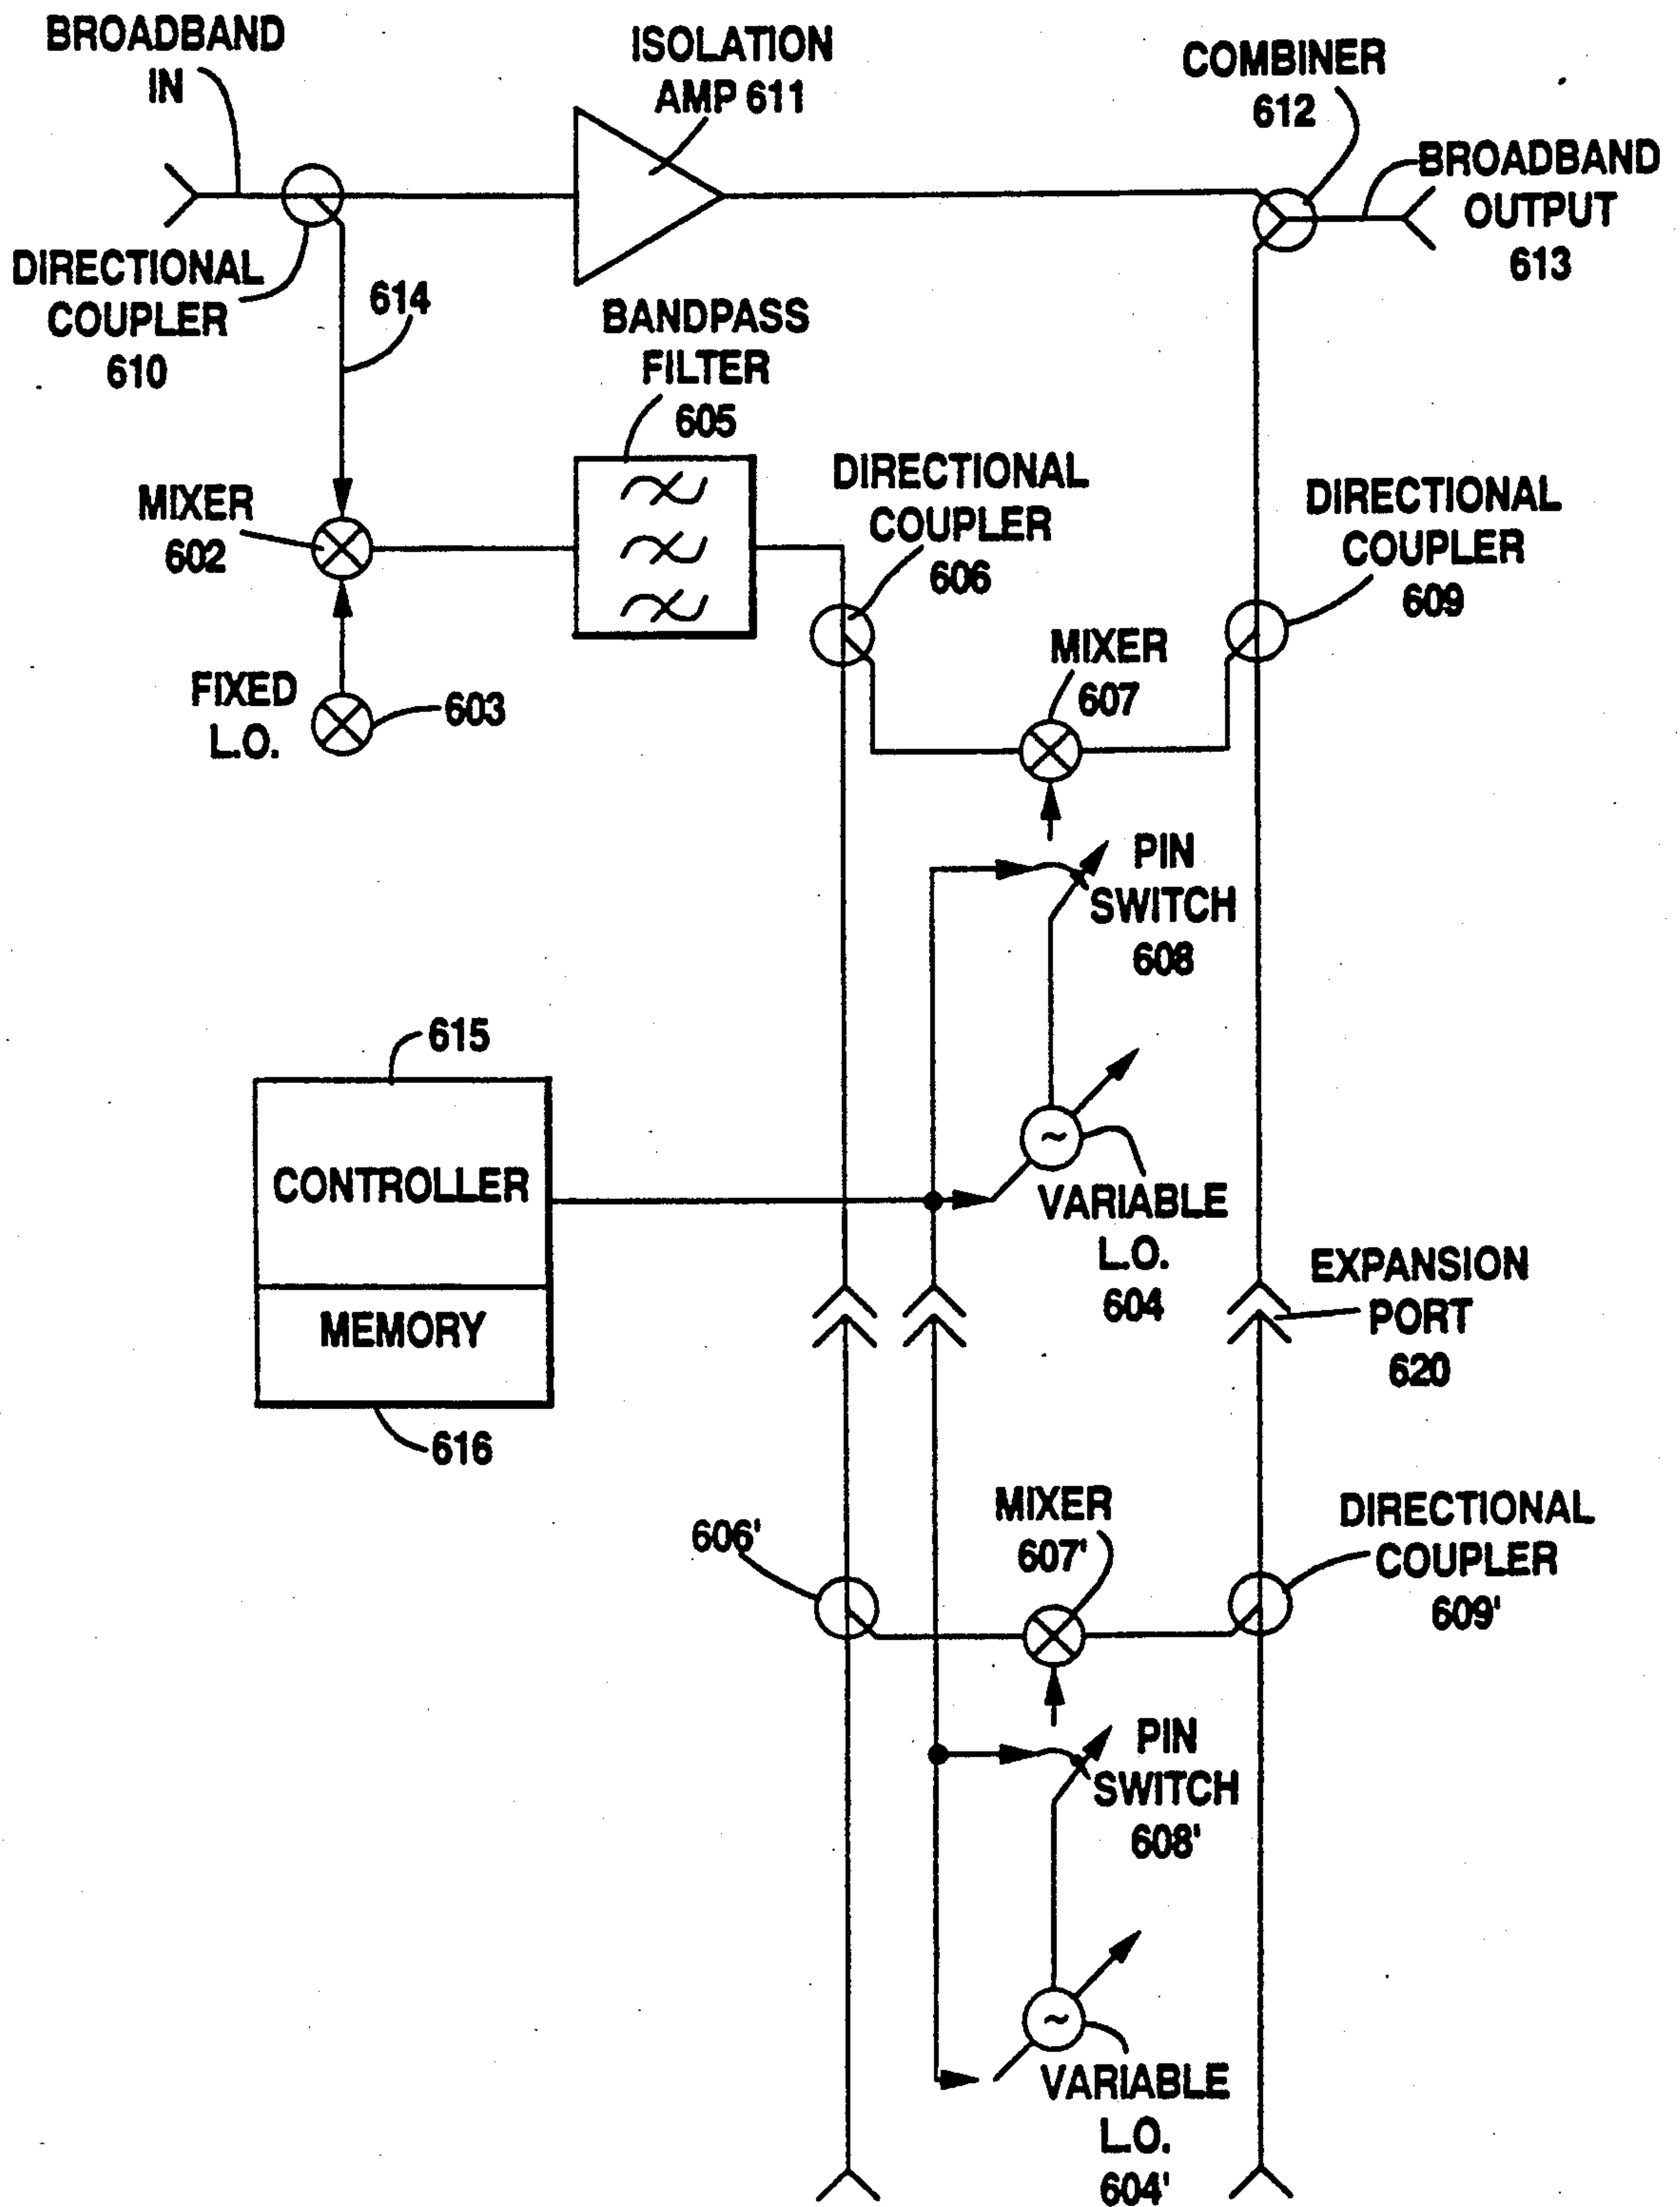 BROADBAND
IN
ISOLATION
AMP 611
COMBINER
612
BROADBAND
OUTPUT
613
DIRECTIONAL
COUPLER
610
614
BANDPASS
FILTER
605
DIRECTIONAL
COUPLER
606
DIRECTIONAL
COUPLER
609
MIXER
602
MIXER
607
FIXED
L.O.
603
PIN
SWITCH
608
615
CONTROLLER
MEMORY
616
VARIABLE
L.O.
604
EXPANSION
PORT
620
606'
MIXER
607'
DIRECTIONAL
COUPLER
609'
PIN
SWITCH
608'
~
~
VARIABLE
L.O.
604'